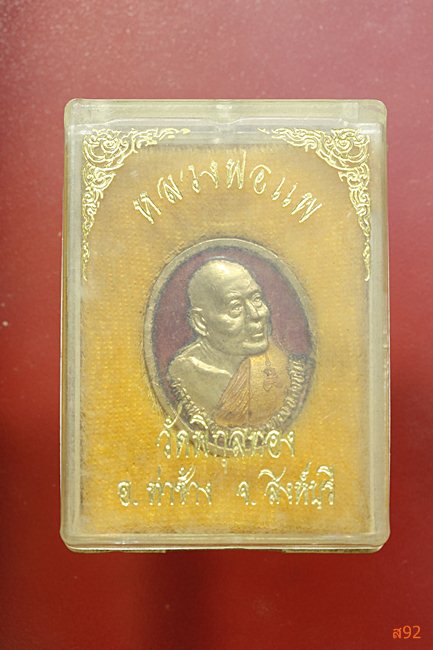 หลวงพ่อแพ
วัดพิกุลทอง
อ.ท่าช้าง จ.สิงห์บุรี
ส92